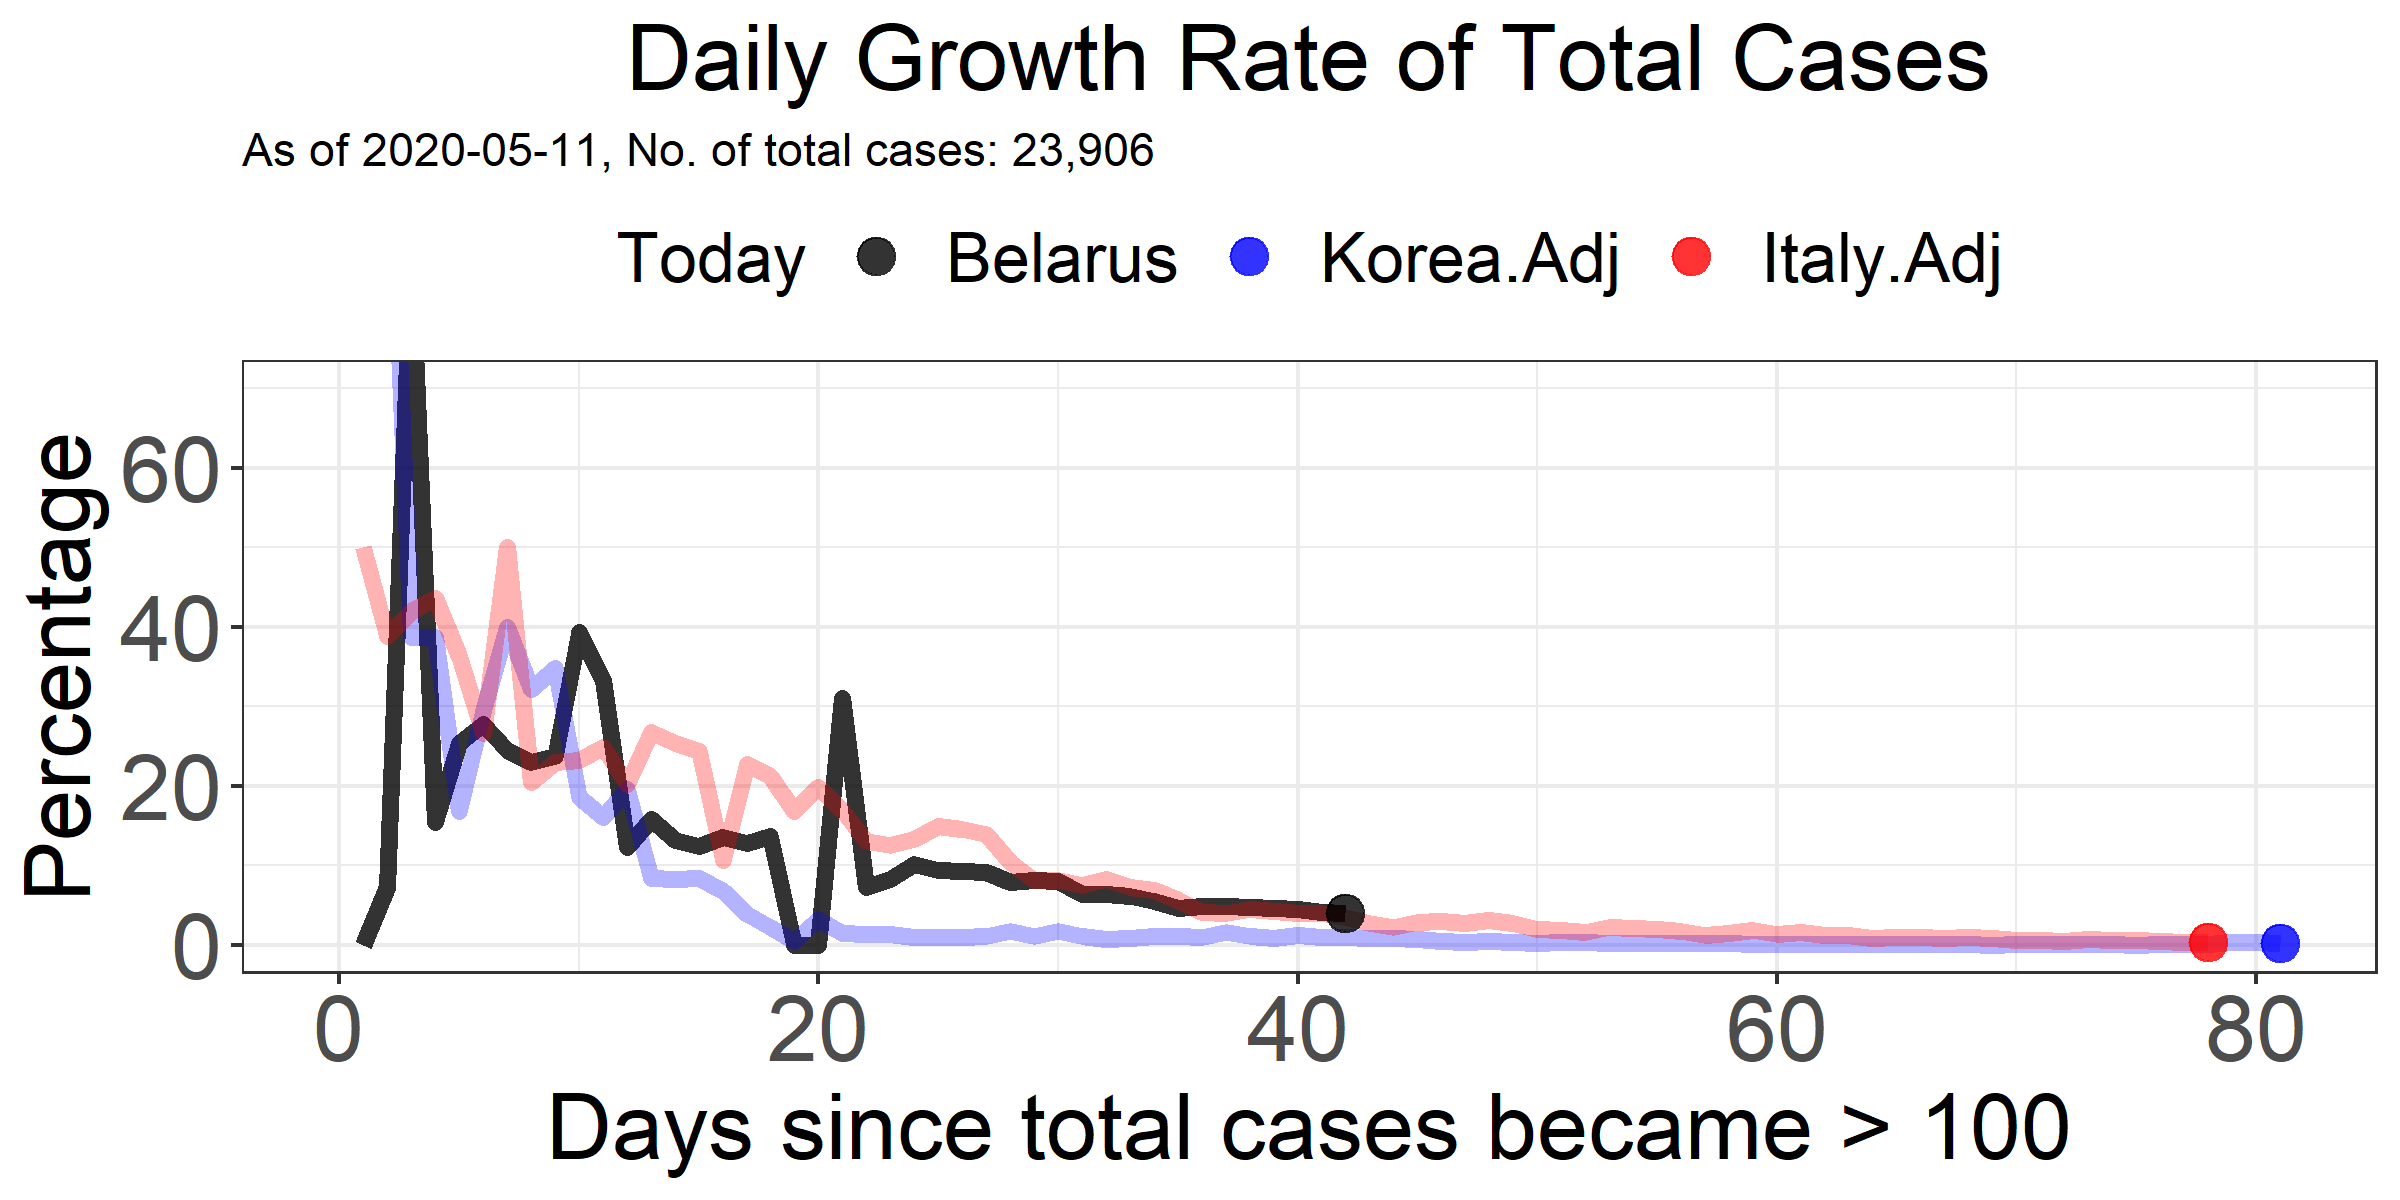 Daily Growth Rate of Total Cases
As of 2020-05-11, No. of total cases: 23,906
Today Belarus Korea.Adj Italy.Adj
Percentage
60
40
20
0
0 20 40 60 80
Days since total cases became > 100